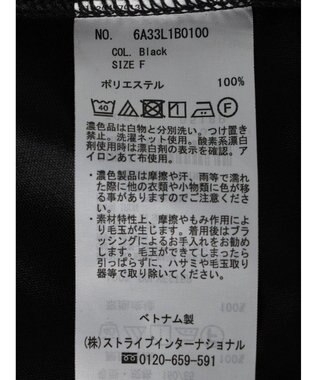 NO. 6A33L1B0100
COL. Black
SIZE F
ポリエステル 100%
40
F
濃色品は白物と分別洗い。つけ置き
禁止。洗濯ネット使用。酸素系漂白
剤使用時は漂白剤の表示を確認。ア
イロンあて布使用。
・濃色製品は摩擦や汗、雨等で濡れ
た際に他の衣類や小物類に色が移
る事がありますのでご注意くださ
い。
・素材特性上、摩擦やもみ作用によ
り毛玉が生じます。着用後はブラ
ッシングによるお手入れをお勧め
します。毛玉ができてしまったら
引っぱらずに、ハサミや毛玉取り
器等で除去に取り除いてください。
ベトナム製
(株)ストライプインターナショナル
0120-659-591